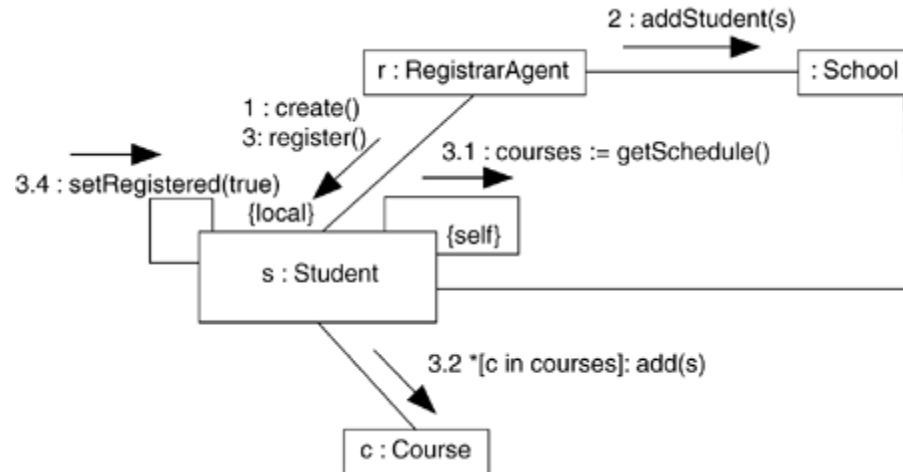 2 : addStudent(s)
r : RegistrarAgent
: School
1 : create()
3: register()
3.1 : courses := getSchedule()
3.4 : setRegistered(true)
{local}
{self}
s : Student
3.2 *[c in courses]: add(s)
c : Course